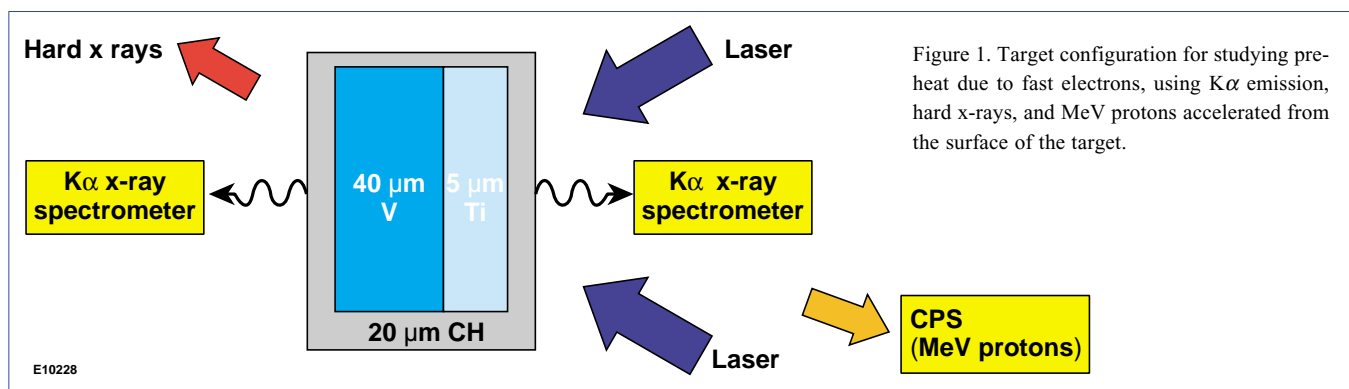 Hard x rays
Laser
Kα x-ray
spectrometer
40 µm
V
5 µm
Ti
Kα x-ray
spectrometer
20 µm CH
Laser
CPS
(MeV protons)
E10228
Figure 1. Target configuration for studying pre-
heat due to fast electrons, using Kα emission,
hard x-rays, and MeV protons accelerated from
the surface of the target.